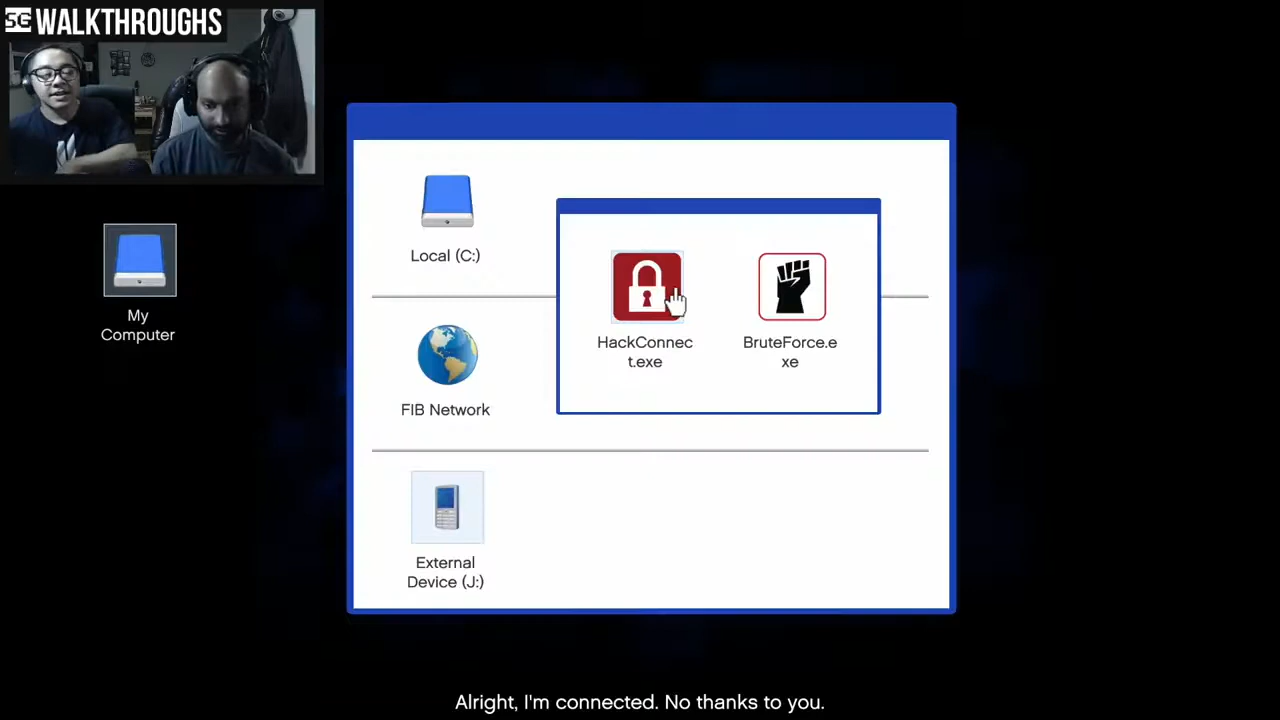 SG WALKTHROUGHS
My
Computer
Local (C:)
FIB Network
External
Device (J:)
HackConnec
t.exe
BruteForce.e
xe
Alright, I'm connected. No thanks to you.